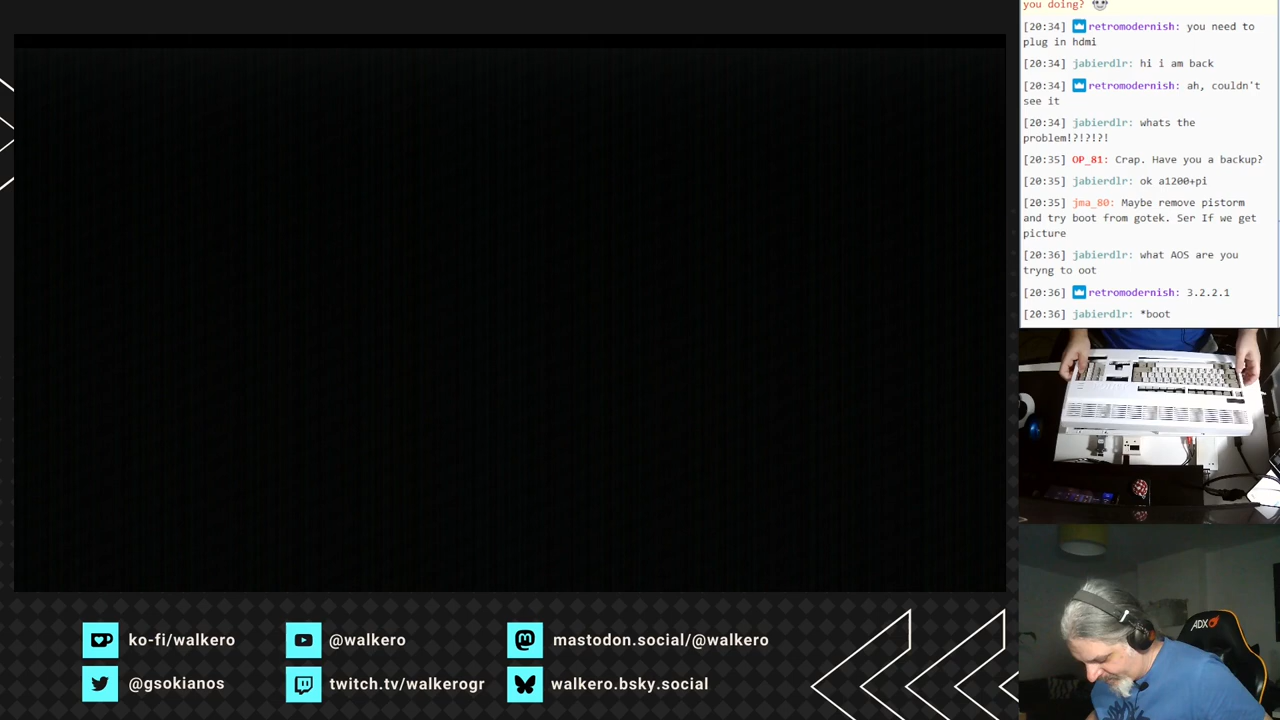 you doing?
[20:34] retromodernish: you need to
plug in hdmi
[20:34] jabierdlr: hi i am back
[20:34] retromodernish: ah, couldn't
see it
[20:34] jabierdlr: whats the
problem!?!?!?!
[20:35] OP_81: Crap. Have you a backup?
[20:35] jabierdlr: ok a1200+pi
[20:35] jma_80: Maybe remove pistorm
and try boot from gotek. Ser If we get
picture
[20:36] jabierdlr: what AOS are you
tryng to oot
[20:36] retromodernish: 3.2.2.1
[20:36] jabierdlr: *boot
ADX
ko-fi/walkero
@walkero
mastodon.social/@walkero
@gsokianos
twitch.tv/walkerogr
walkero.bsky.social